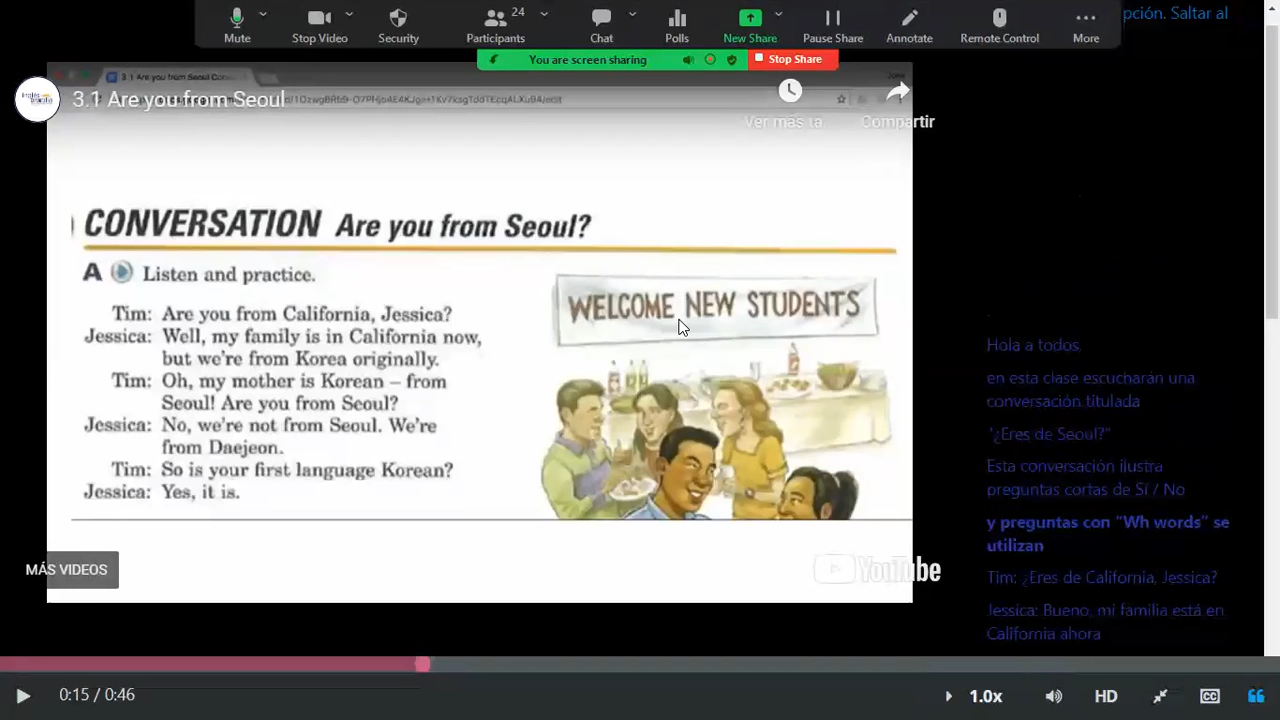 24
pción. Saltar al
Mute
Stop Video
Security
Participants
Chat
Polls
New Share
Pause Share
Annotate
Remote Control
More
You are screen sharing
Stop Share
3.1 Are you from Seoul
Ver más ta
Compartir
CONVERSATION Are you from Seoul?
A Listen and practice.
Tim: Are you from California, Jessica?
Jessica: Well, my family is in California now,
but we're from Korea originally.
Tim: Oh, my mother is Korean – from
Seoul! Are you from Seoul?
Jessica: No, we're not from Seoul. We're
from Daejeon.
Tim: So is your first language Korean?
Jessica: Yes, it is.
WELCOME NEW STUDENTS
MÁS VIDEOS
YouTube
Hola a todos.
en esta clase escucharán una
conversación titulada
"¿Eres de Seoul?"
Esta conversación ilustra
preguntas cortas de Sí / No
y preguntas con "Wh words" se
utilizan
Tim: ¿Eres de California, Jessica?
Jessica: Bueno, mi familia está en
California ahora
0:15 / 0:46
1.0x
HD
CC